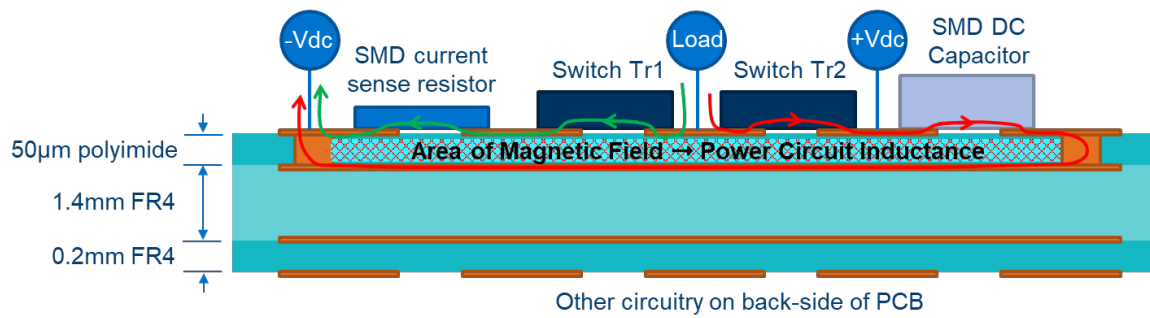 -Vdc
SMD current
sense resistor
Switch Tr1
Load
Switch Tr2
+Vdc
SMD DC
Capacitor
50µm polyimide
Area of Magnetic Field → Power Circuit Inductance
1.4mm FR4
0.2mm FR4
Other circuitry on back-side of PCB